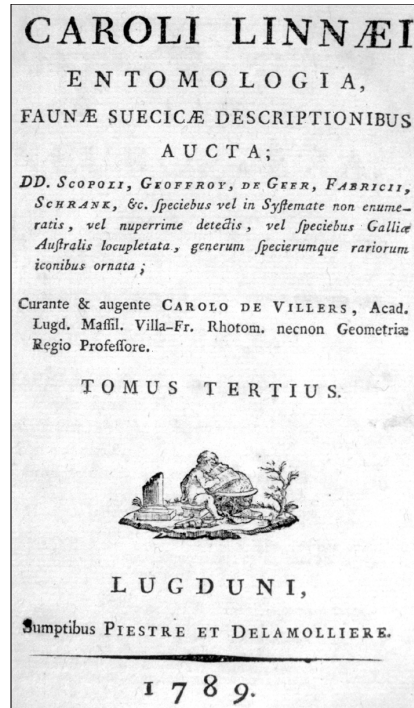 CAROLI LINNÆI
ENTOMOLOGIA,
FAUNÆ SUECICÆ DESCRIPTIONIBUS
AUCTA;
DD. SCOPOLI, GEOFFROY, DE GEER, FABRICII,
SCHRANK, &c. ſpeciebus vel in Syſtemate non enume-
ratis, vel nuperrime detectis, vel ſpeciebus Galliæ
Auſtralis locupletata, generum ſpecierumque rariorum
iconibus ornata;
Curante & augente CAROLO DE VILLERS, Acad.
Lugd. Maſſil. Villa-Fr. Rhotom. necnon Geometriæ
Regio Profeſſore.
TOMUS TERTIUS.
LUGDUNI,
Sumptibus PIESTRE ET DELAMOLLIERE.
1789.